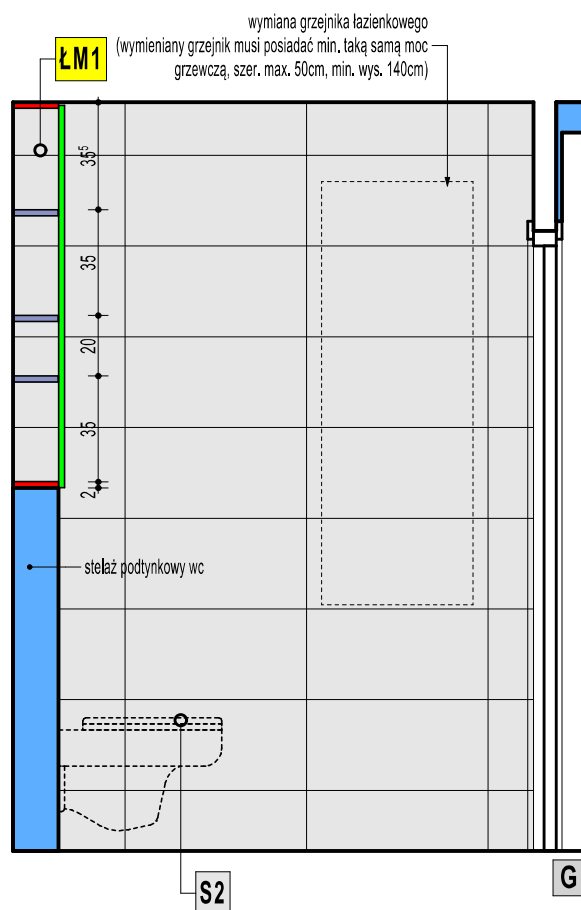 wymiana grzejnika łazienkowego
(wymieniany grzejnik musi posiadać min. taką samą moc
grzewczą, szer. max. 50cm, min. wys. 140cm)
ŁM1
35⁵
35
20
35
2
stelaż podtynkowy wc
S2
G